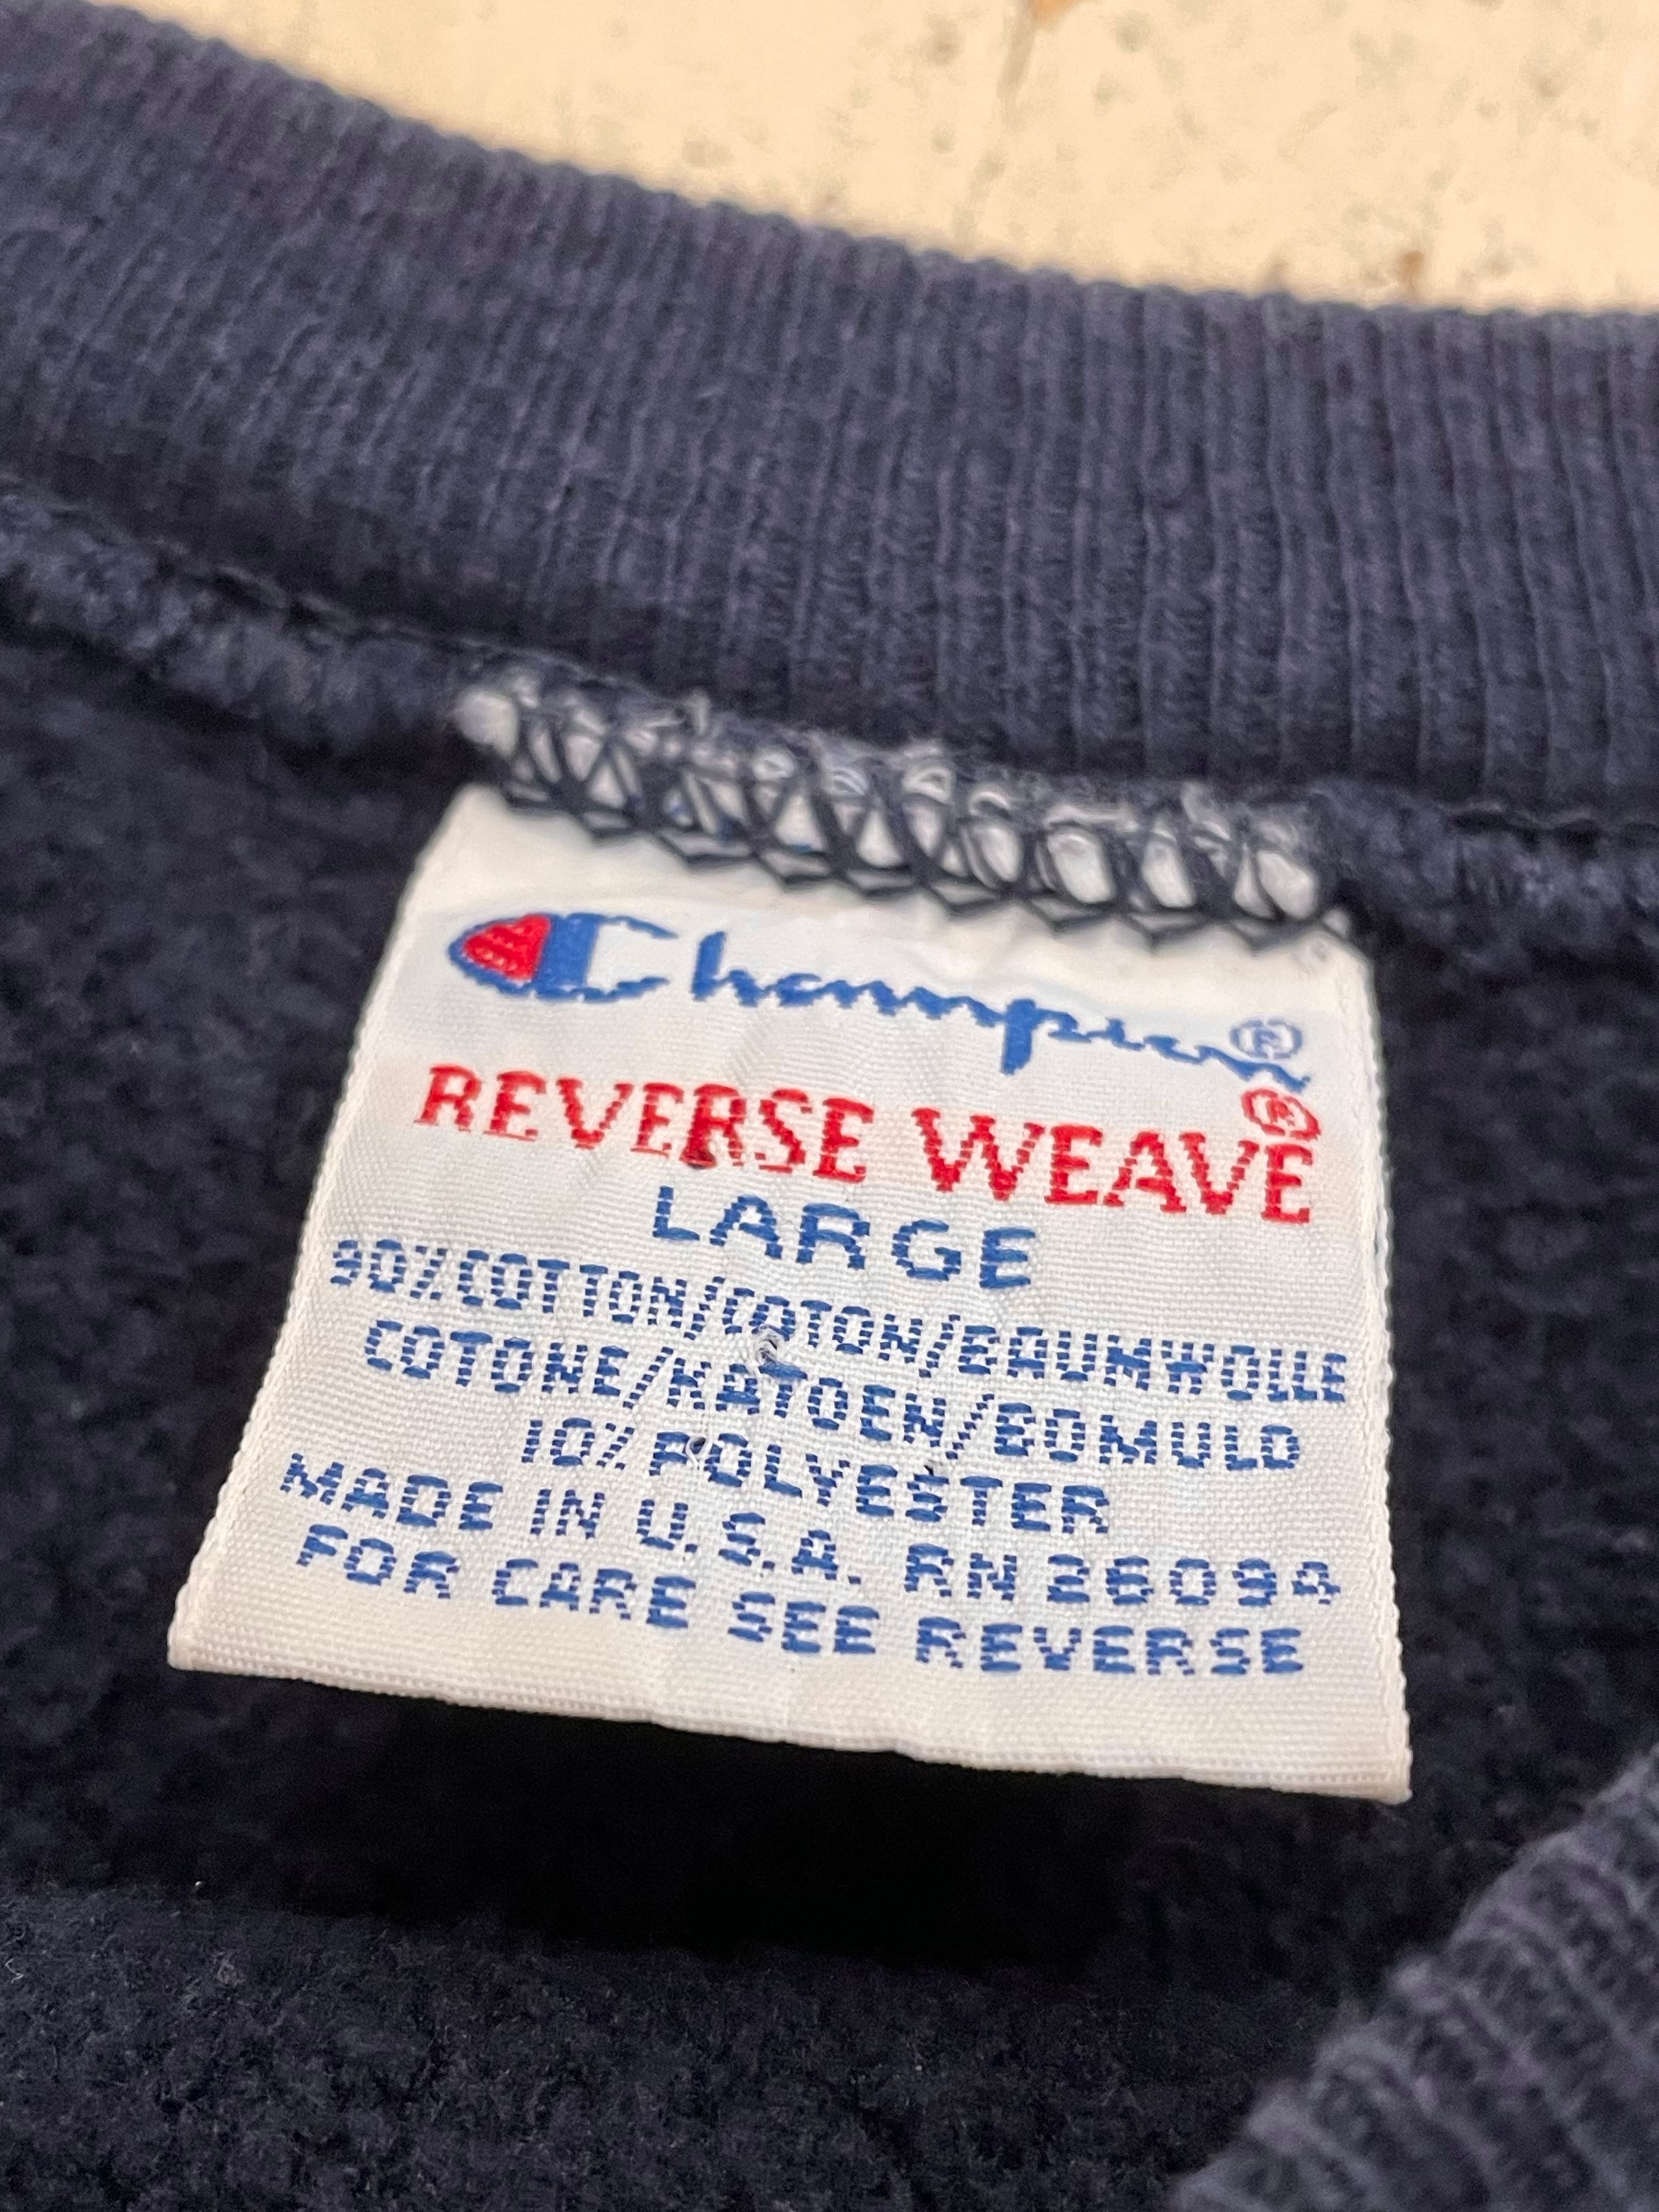 Champion®
REVERSE WEAVE®
LARGE
90% COTTON/COTON/BAUMWOLLE
COTONE/KATOEN/BOMULD
10% POLYESTER
MADE IN U.S.A. RN 26094
FOR CARE SEE REVERSE